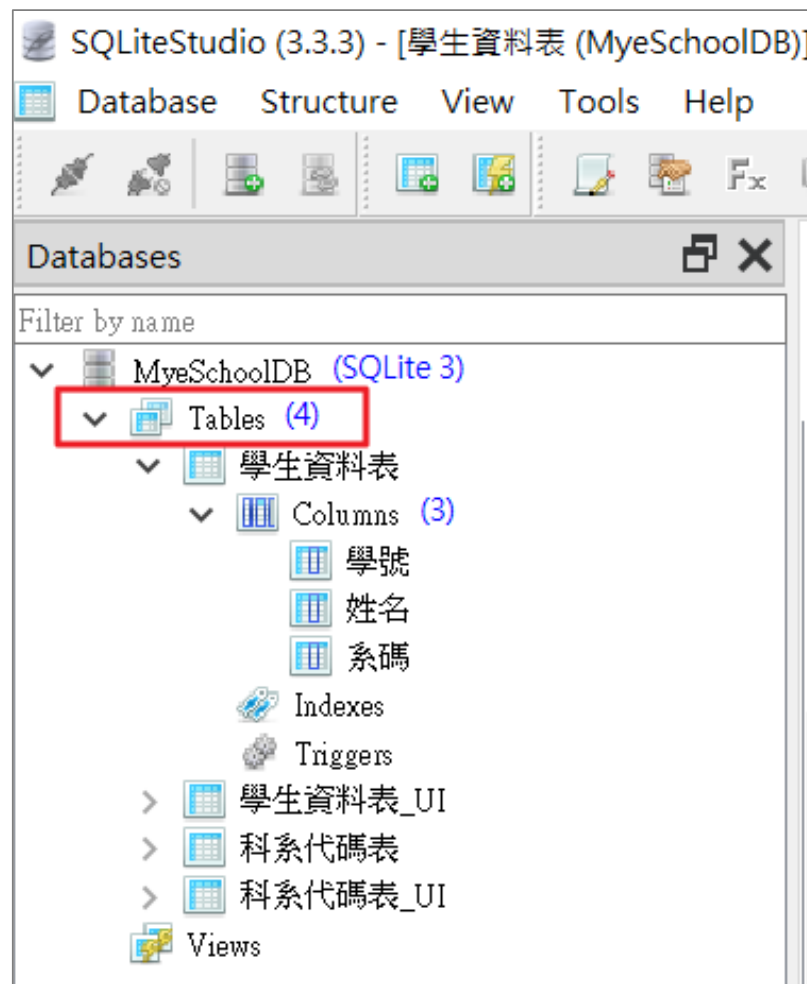 SQLiteStudio (3.3.3) - [學生資料表 (MyeSchoolDB)]
Database Structure View Tools Help
Databases
Filter by name
MyeSchoolDB (SQLite 3)
Tables (4)
學生資料表
Columns (3)
學號
姓名
系碼
Indexes
Triggers
學生資料表_UI
科系代碼表
科系代碼表_UI
Views